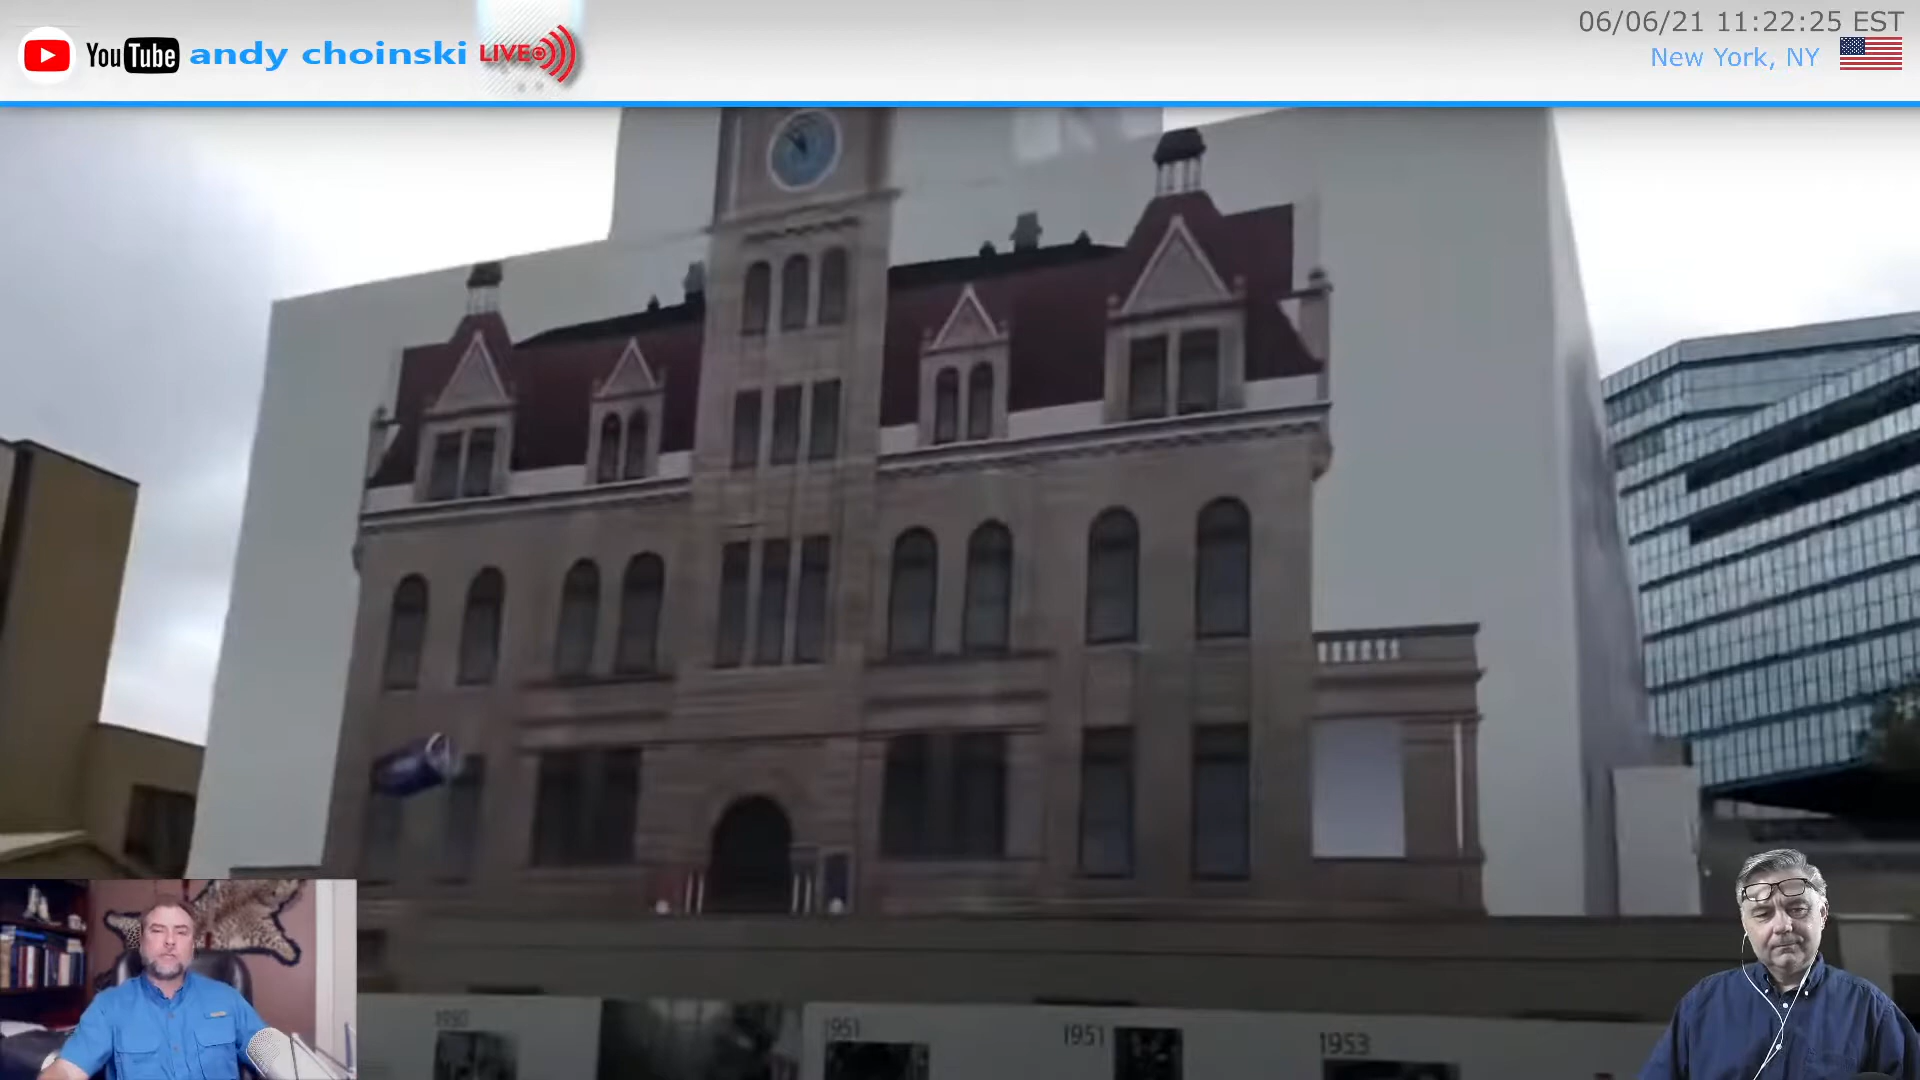 06/06/21 11:22:25 EST
YouTube andy choinski LIVE
New York, NY
1951
1951
1953